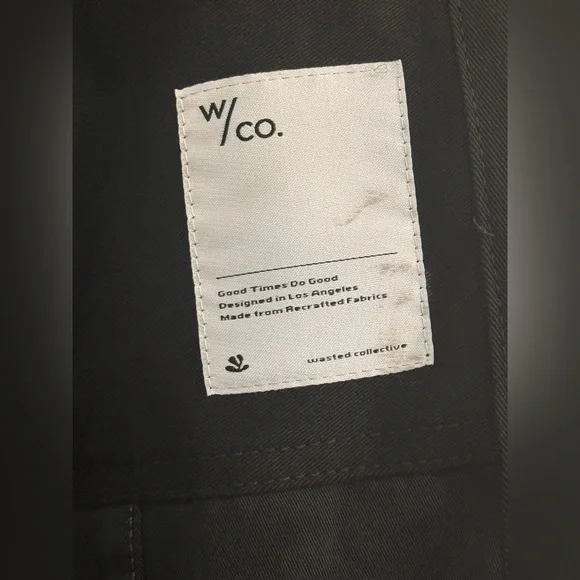 W/CO.
Good Times Do Good
Designed in Los Angeles
Made from Recrafted Fabrics
wasted collective